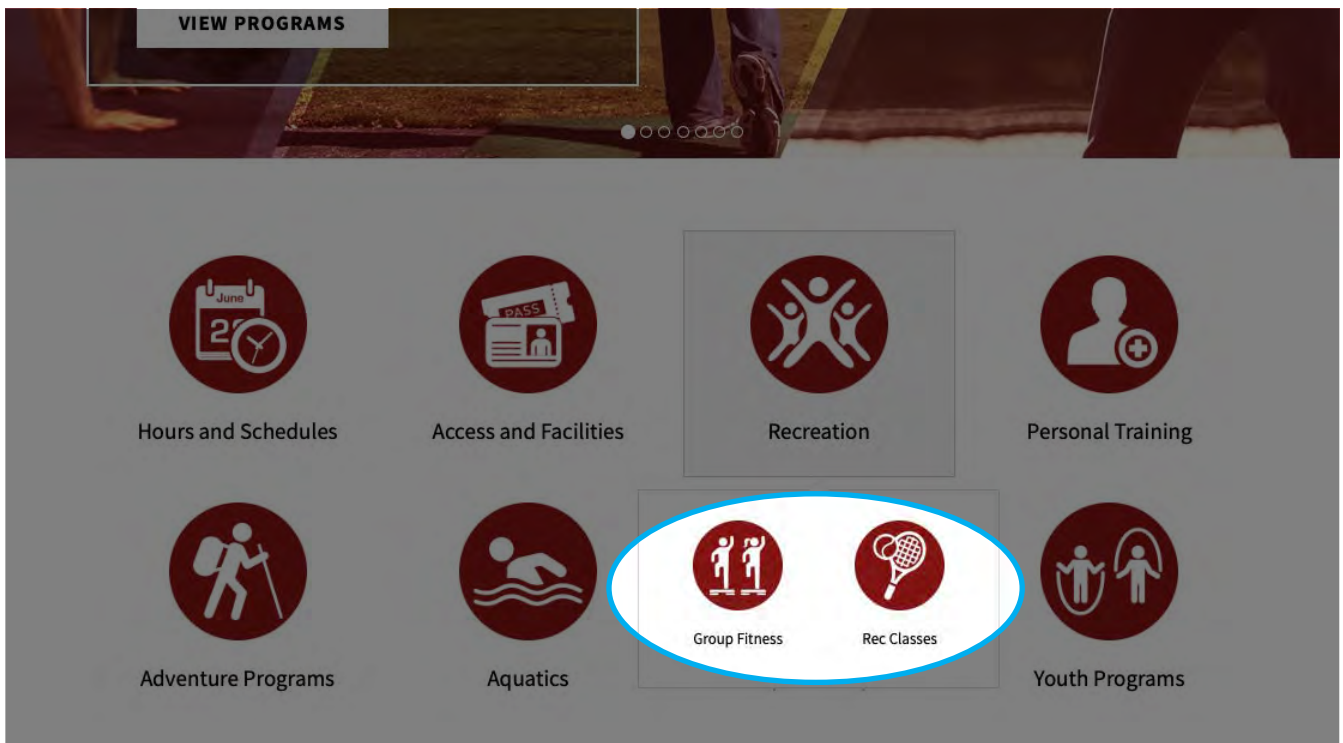 VIEW PROGRAMS
June
PASS
Hours and Schedules
Access and Facilities
Recreation
Personal Training
Group Fitness
Rec Classes
Adventure Programs
Aquatics
Youth Programs